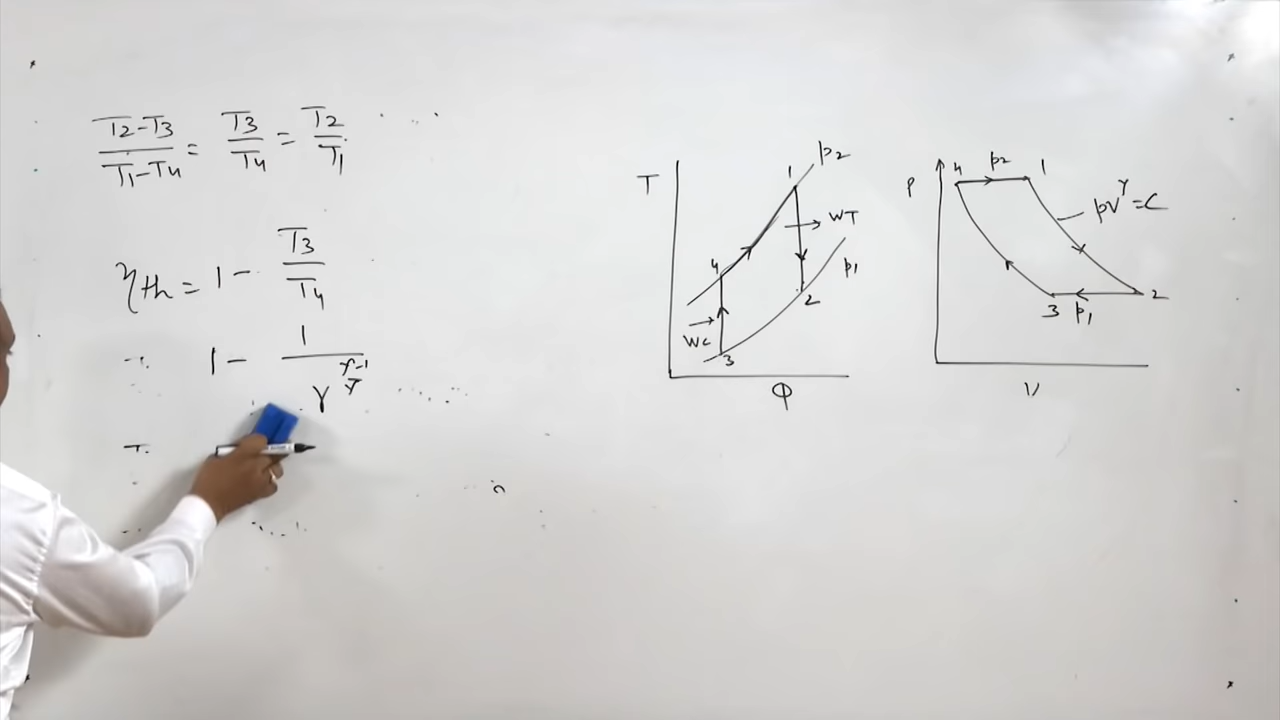 T2-T3/T1-T4 = T3/T4 = T2/T1
ηth = 1 - T3/T4
1 - 1/γ^(γ-1/γ)
T
1
p2
WT
4
2
p1
WC
3
Φ
P
4
p2
1
pVγ=C
3
p1
2
V